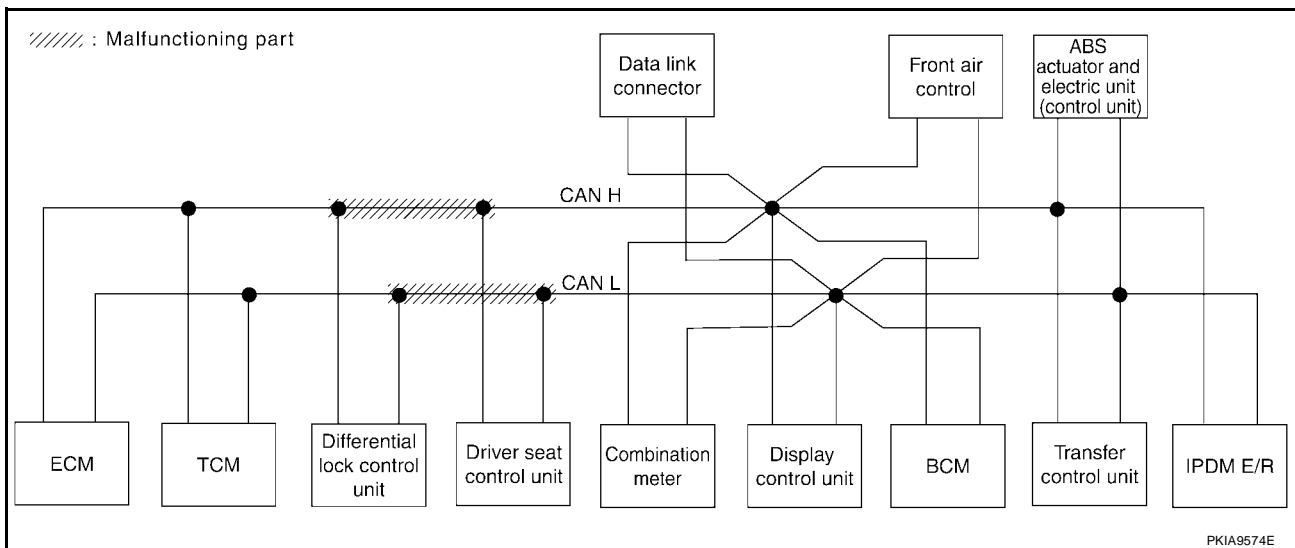 : Malfunctioning part
Data link
connector
Front air
control
ABS
actuator and
electric unit
(control unit)
CAN H
CAN L
ECM
TCM
Differential
lock control
unit
Driver seat
control unit
Combination
meter
Display
control unit
BCM
Transfer
control unit
IPDM E/R
PKIA9574E